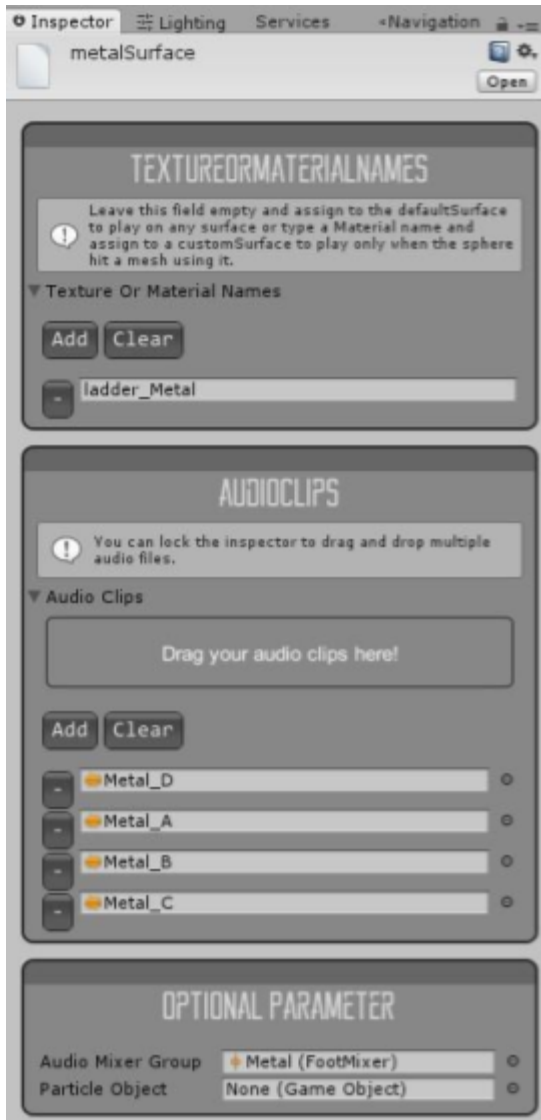 Inspector Lighting Services Navigation
metalSurface
Open
TEXTUREORMATERIALNAMES
Leave this field empty and assign to the defaultSurface
to play on any surface or type a Material name and
assign to a customSurface to play only when the sphere
hit a mesh using it.
Texture Or Material Names
Add Clear
- ladder_Metal
AUDIOCLIPS
You can lock the inspector to drag and drop multiple
audio files.
Audio Clips
Drag your audio clips here!
Add Clear
- Metal_D
- Metal_A
- Metal_B
- Metal_C
OPTIONAL PARAMETER
Audio Mixer Group Metal (FootMixer)
Particle Object None (Game Object)